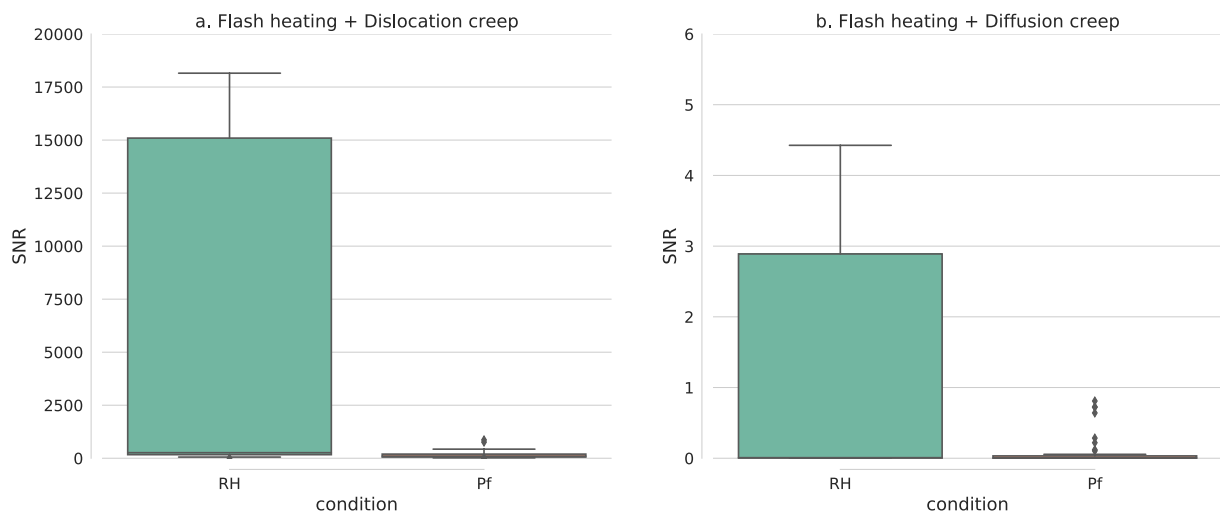 a. Flash heating + Dislocation creep
20000
17500
15000
12500
10000
7500
5000
2500
0
SNR
RH
Pf
condition
b. Flash heating + Diffusion creep
6
5
4
3
2
1
0
SNR
RH
Pf
condition